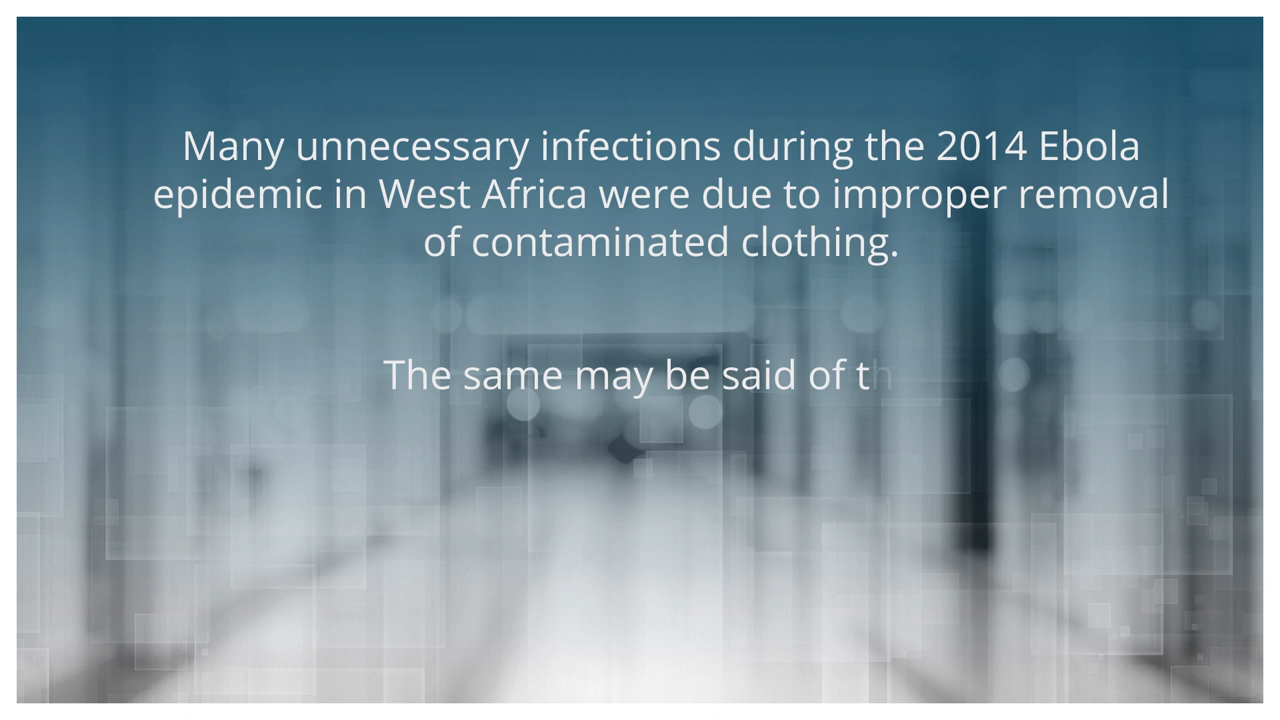 Many unnecessary infections during the 2014 Ebola
epidemic in West Africa were due to improper removal
of contaminated clothing.
The same may be said of th